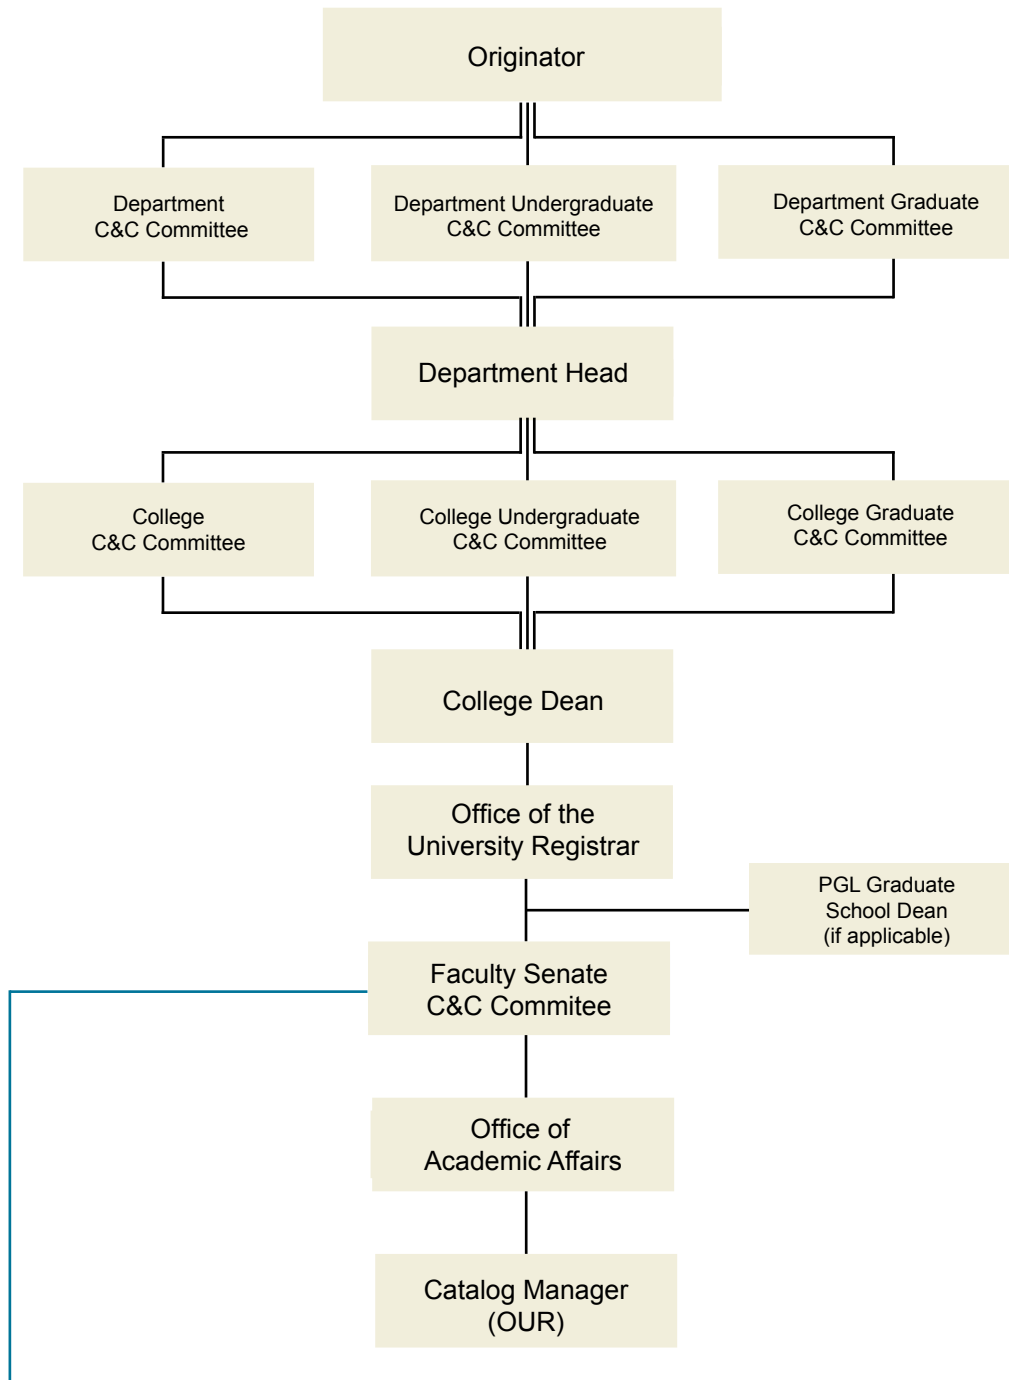 Originator
Department
C&C Committee
Department Undergraduate
C&C Committee
Department Graduate
C&C Committee
Department Head
College
C&C Committee
College Undergraduate
C&C Committee
College Graduate
C&C Committee
College Dean
Office of the
University Registrar
PGL Graduate
School Dean
(if applicable)
Faculty Senate
C&C Commitee
Office of
Academic Affairs
Catalog Manager
(OUR)